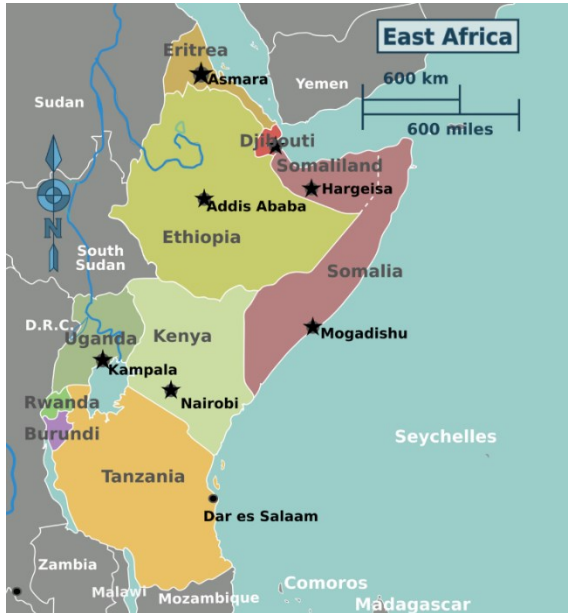 East Africa
Eritrea
Asmara
Yemen
600 km
Sudan
600 miles
Djibouti
Somaliland
Hargeisa
Addis Ababa
N
Ethiopia
South
Sudan
Somalia
D.R.C.
Uganda
Kenya
Mogadishu
Kampala
Nairobi
Rwanda
Burundi
Seychelles
Tanzania
Dar es Salaam
Zambia
Malawi
Mozambique
Comoros
Madagascar